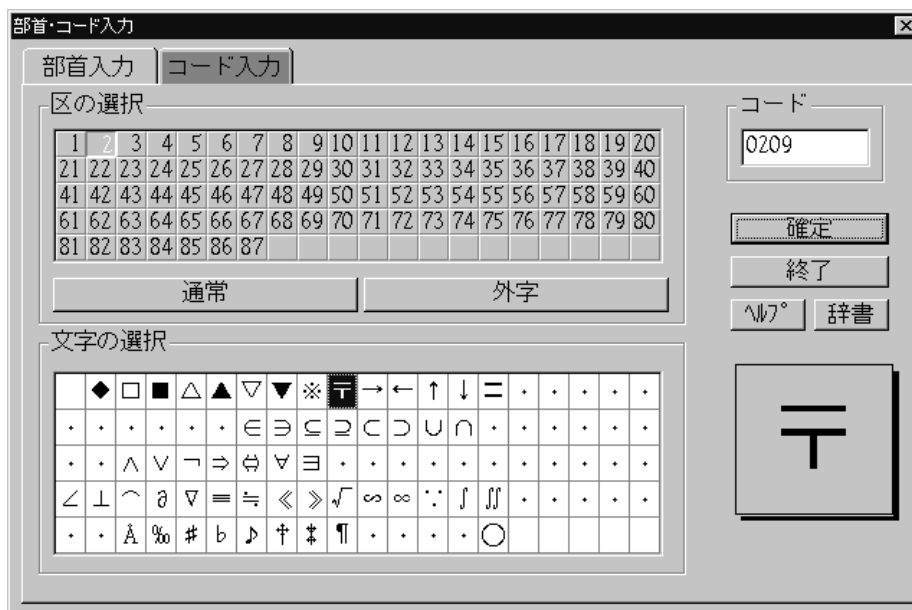 部首・コード入力
部首入力 コード入力
区の選択
1 2 3 4 5 6 7 8 9 10 11 12 13 14 15 16 17 18 19 20
21 22 23 24 25 26 27 28 29 30 31 32 33 34 35 36 37 38 39 40
41 42 43 44 45 46 47 48 49 50 51 52 53 54 55 56 57 58 59 60
61 62 63 64 65 66 67 68 69 70 71 72 73 74 75 76 77 78 79 80
81 82 83 84 85 86 87
通常 外字
文字の選択
◆ □ ■ △ ▲ ▽ ▼ ※ 〒 → ← ↑ ↓ 〓 ・ ・ ・ ・ ・
・ ・ ・ ・ ・ ・ ∈ ∋ ⊆ ⊇ ⊂ ⊃ ∪ ∩ ・ ・ ・ ・ ・ ・
・ ・ ∧ ∨ ¬ ⇒ ⇔ ∀ ∃ ・ ・ ・ ・ ・ ・ ・ ・ ・ ・ ・
∠ ⊥ ⌒ ∂ ∇ ≡ ≒ ≪ ≫ √ ∽ ∝ ∵ ∫ ∬ ・ ・ ・ ・ ・
・ ・ Å ‰ ♯ ♭ ♪ † ‡ ¶ ・ ・ ・ ・ ◯
コード
0209
確定
終了
ﾍﾙﾌﾟ 辞書
〒